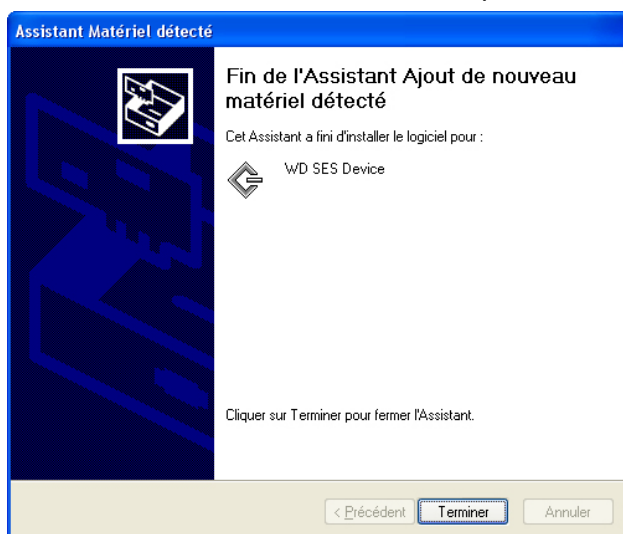 Assistant Matériel détecté
Fin de l'Assistant Ajout de nouveau
matériel détecté
Cet Assistant a fini d'installer le logiciel pour :
WD SES Device
Cliquer sur Terminer pour fermer l'Assistant.
< Précédent
Terminer
Annuler